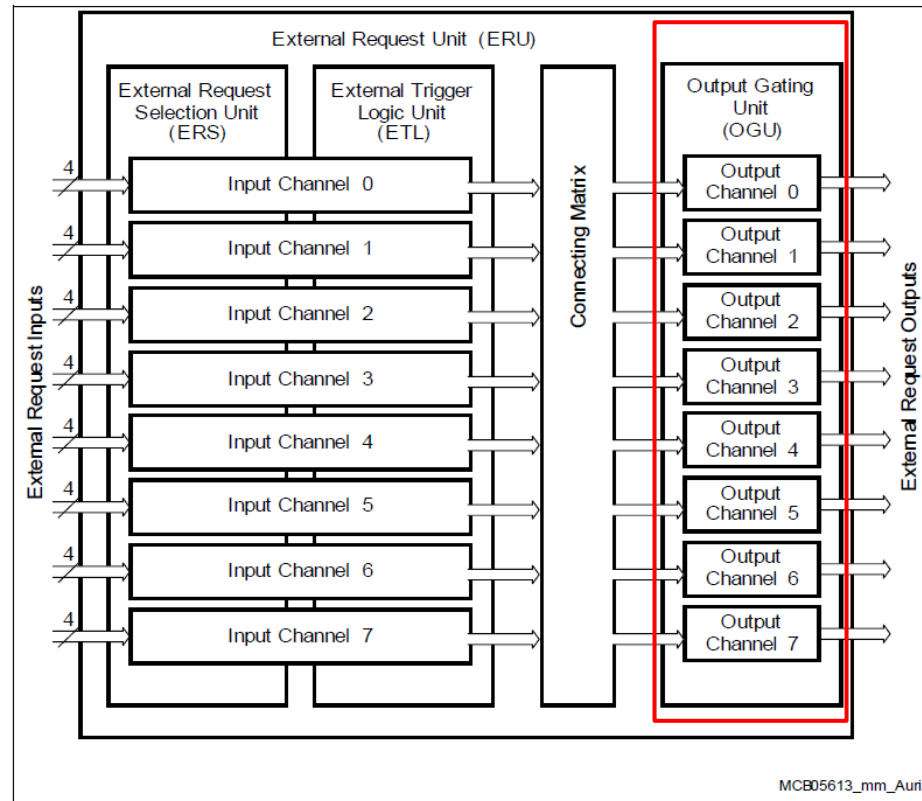 External Request Unit (ERU)
External Request
Selection Unit
(ERS)
External Trigger
Logic Unit
(ETL)
Output Gating
Unit
(OGU)
External Request Inputs
4
4
4
4
4
4
4
4
Input Channel 0
Input Channel 1
Input Channel 2
Input Channel 3
Input Channel 4
Input Channel 5
Input Channel 6
Input Channel 7
Connecting Matrix
Output
Channel 0
Output
Channel 1
Output
Channel 2
Output
Channel 3
Output
Channel 4
Output
Channel 5
Output
Channel 6
Output
Channel 7
External Request Outputs
MCB05613_mm_Auri